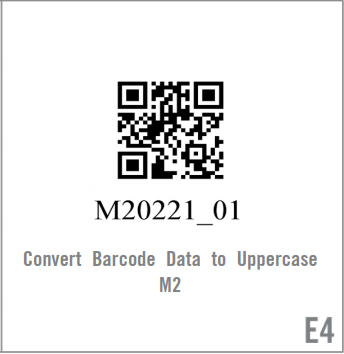 M20221_01
Convert Barcode Data to Uppercase
M2
E4